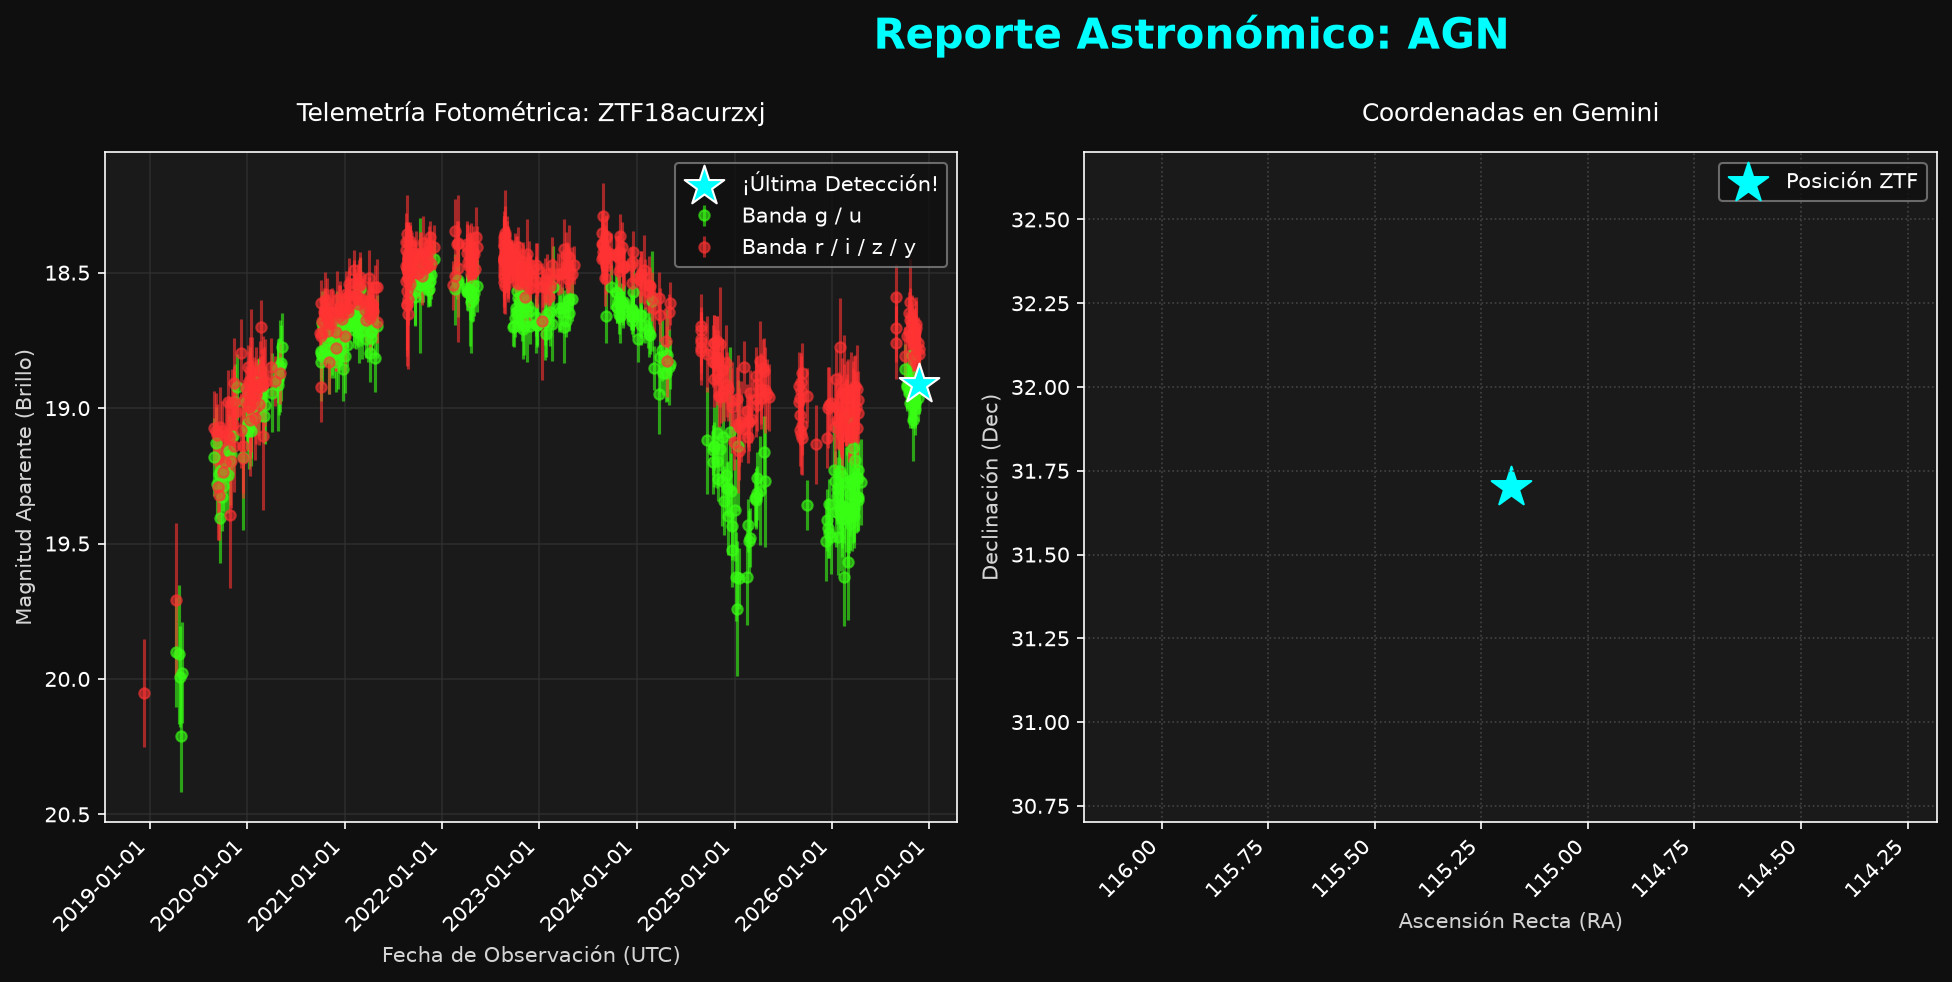 Reporte Astronómico: AGN
Telemetría Fotométrica: ZTF18acurzxj
¡Última Detección!
Banda g / u
Banda r / i / z / y
Magnitud Aparente (Brillo)
18.5
19.0
19.5
20.0
20.5
2019-01-01
2020-01-01
2021-01-01
2022-01-01
2023-01-01
2024-01-01
2025-01-01
2026-01-01
2027-01-01
Fecha de Observación (UTC)
Coordenadas en Gemini
Posición ZTF
Declinación (Dec)
32.50
32.25
32.00
31.75
31.50
31.25
31.00
30.75
116.00
115.75
115.50
115.25
115.00
114.75
114.50
114.25
Ascensión Recta (RA)